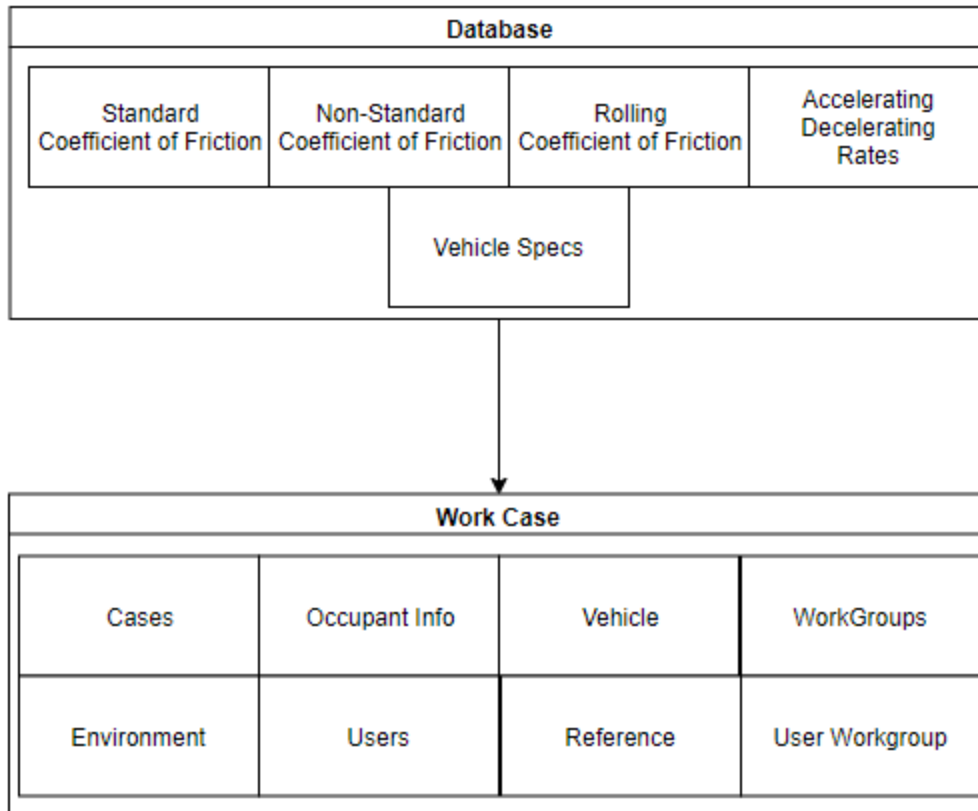 Database
Standard
Coefficient of Friction
Non-Standard
Coefficient of Friction
Rolling
Coefficient of Friction
Accelerating
Decelerating
Rates
Vehicle Specs
Work Case
Cases
Occupant Info
Vehicle
WorkGroups
Environment
Users
Reference
User Workgroup